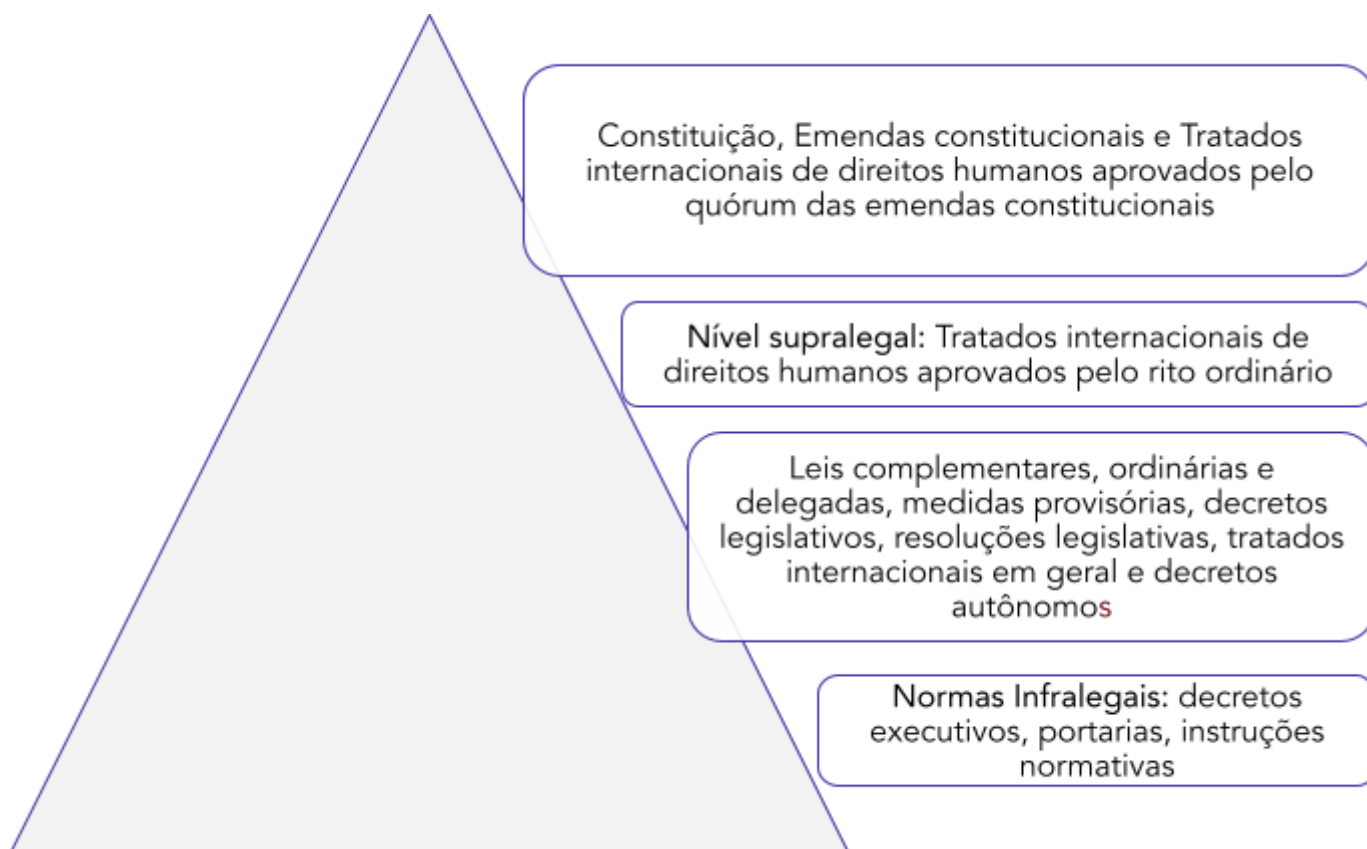 Constituição, Emendas constitucionais e Tratados
internacionais de direitos humanos aprovados pelo
quórum das emendas constitucionais
Nível supralegal: Tratados internacionais de
direitos humanos aprovados pelo rito ordinário
Leis complementares, ordinárias e
delegadas, medidas provisórias, decretos
legislativos, resoluções legislativas, tratados
internacionais em geral e decretos
autônomos
Normas Infralegais: decretos
executivos, portarias, instruções
normativas